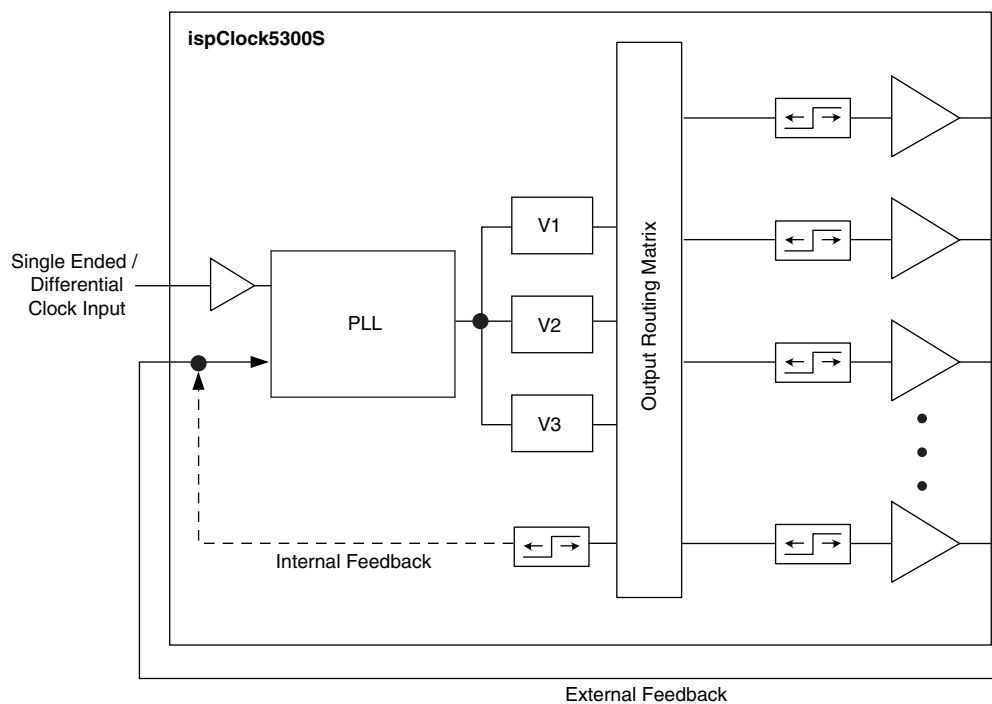 ispClock5300S
Single Ended /
Differential
Clock Input
PLL
V1
V2
V3
Output Routing Matrix
Internal Feedback
External Feedback